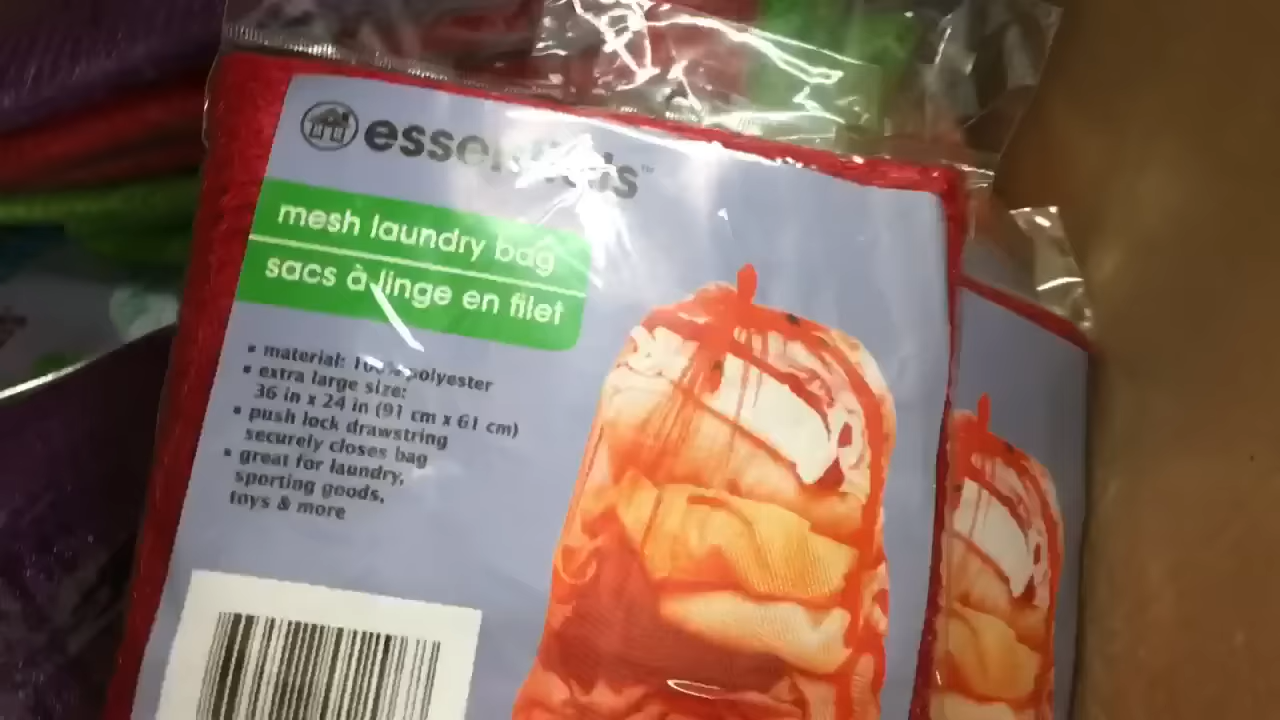 essentials™
mesh laundry bag
sacs à linge en filet
• material: 100% polyester
• extra large size:
36 in x 24 in (91 cm x 61 cm)
• push lock drawstring
securely closes bag
• great for laundry,
sporting goods,
toys & more